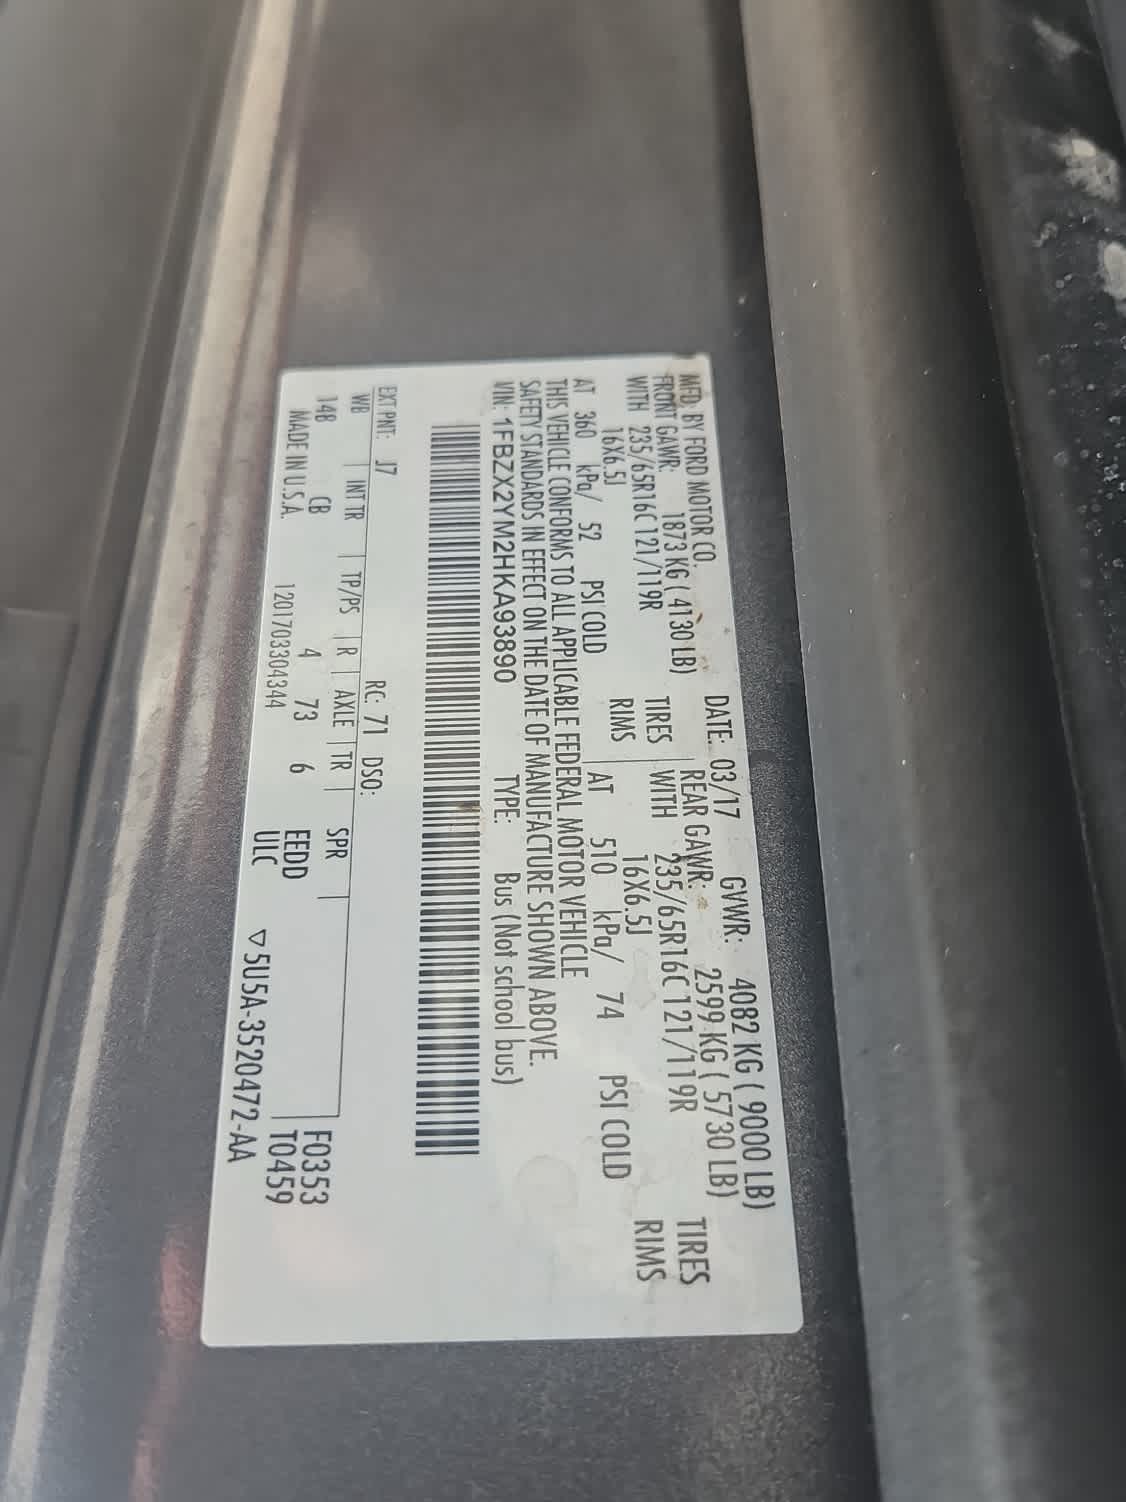 MFD. BY FORD MOTOR CO. DATE: 03/17 GVWR: 4082 KG ( 9000 LB)
FRONT GAWR: 1873 KG ( 4130 LB) REAR GAWR: 2599 KG ( 5730 LB)
WITH 235/65R16C 121/119R TIRES WITH 235/65R16C 121/119R TIRES
16X6.5J RIMS 16X6.5J RIMS
AT 360 kPa/ 52 PSI COLD AT 510 kPa/ 74 PSI COLD
THIS VEHICLE CONFORMS TO ALL APPLICABLE FEDERAL MOTOR VEHICLE
SAFETY STANDARDS IN EFFECT ON THE DATE OF MANUFACTURE SHOWN ABOVE.
VIN: 1FBZX2YM2HKA93890 TYPE: Bus (Not school bus)
EXT PNT: J7 RC: 71 DSO:
WB INT TR TP/PS R AXLE TR SPR F0353
148 CB 4 73 6 EEDD T0459
MADE IN U.S.A. 1201703304344 ULC ▽ 5U5A-3520472-AA